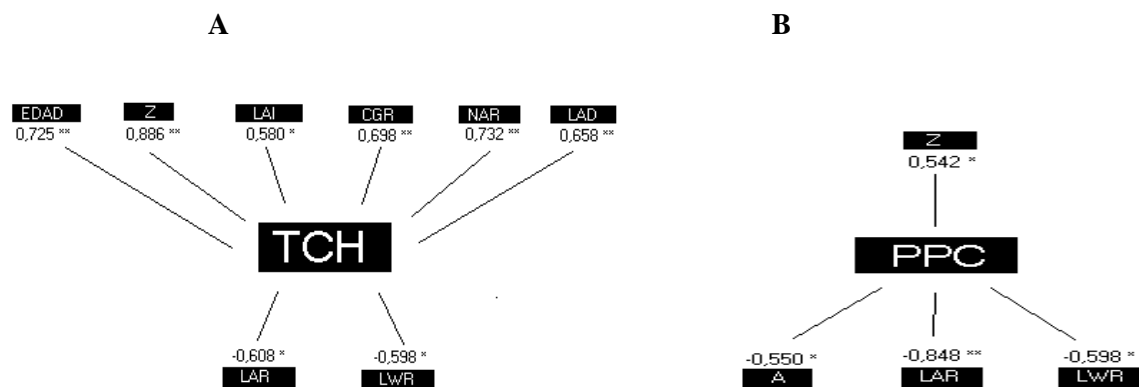 A
B
EDAD Z LAI CGR NAR LAD
0,725 ** 0,886 ** 0,580 * 0,698 ** 0,732 ** 0,658 **
TCH
-0,608 * -0,598 *
LAR LWR
Z
0,542 *
PPC
-0,550 * -0,848 ** -0,598 *
A LAR LWR